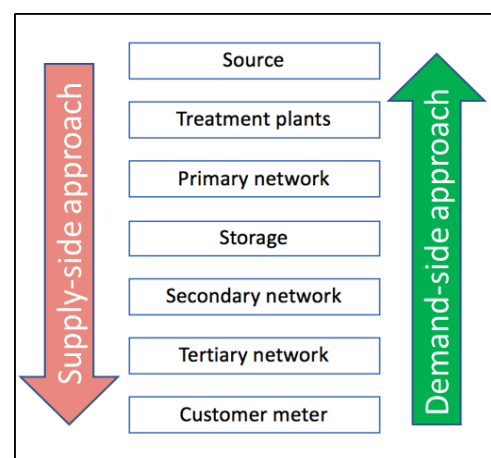 Supply-side approach
Source
Treatment plants
Primary network
Storage
Secondary network
Tertiary network
Customer meter
Demand-side approach